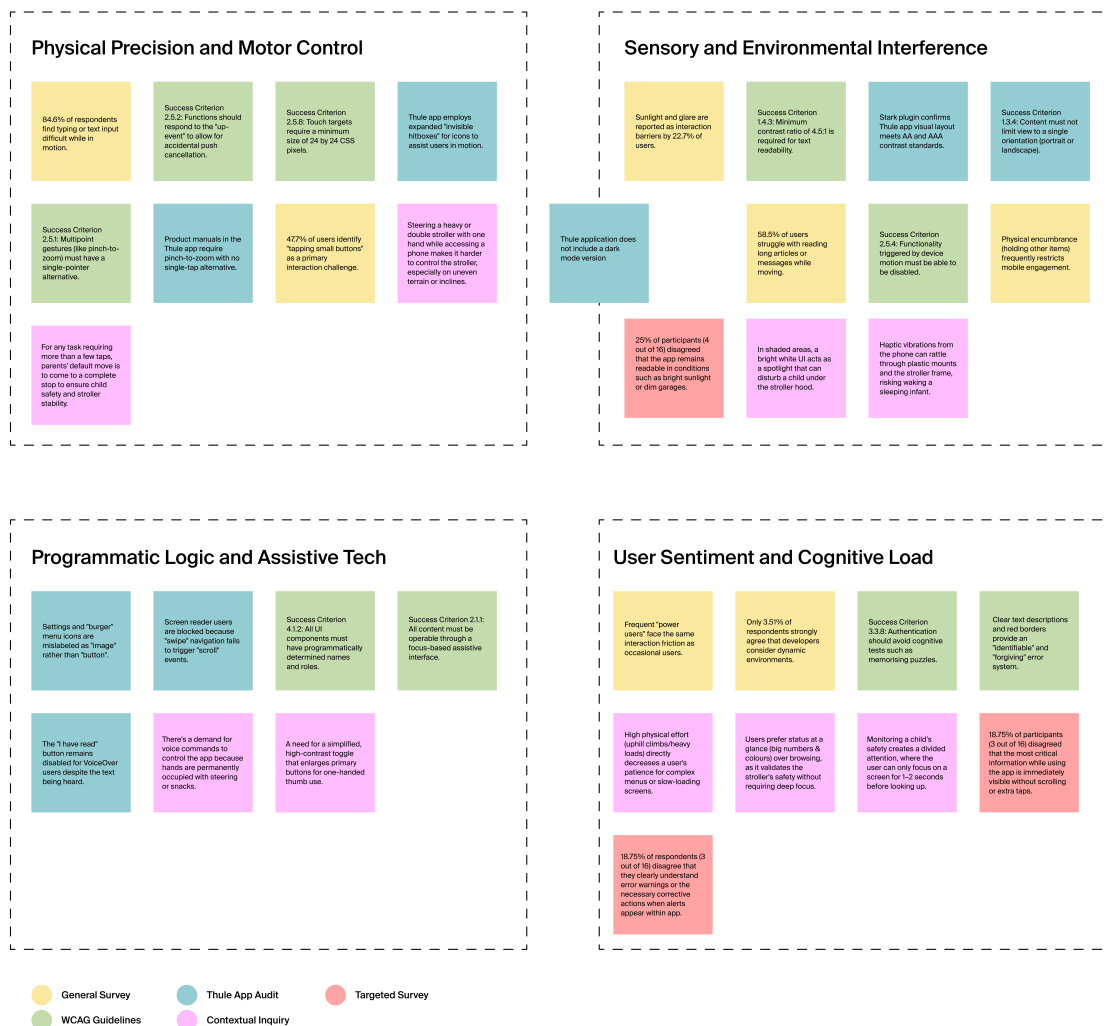 Physical Precision and Motor Control
84.6% of respondents
find typing or text input
difficult while in
motion.
Success Criterion
2.5.2: Functions should
respond to the "up-
event" to allow for
accidental push
cancellation.
Success Criterion
2.5.8: Touch targets
require a minimum
size of 24 by 24 CSS
pixels.
Thule app employs
expanded "invisible
hitboxes" for icons to
assist users in motion.
Success Criterion
2.5.1: Multipoint
gestures (like pinch-to-
zoom) must have a
single-pointer
alternative.
Product manuals in the
Thule app require
pinch-to-zoom with no
single-tap alternative.
47.7% of users identify
"tapping small buttons"
as a primary
interaction challenge.
Steering a heavy or
double stroller with one
hand while accessing a
phone makes it harder
to control the stroller,
especially on uneven
terrain or inclines.
For any task requiring
more than a few taps,
parents' default move is
to come to a complete
stop to ensure child
safety and stroller
stability.
Sensory and Environmental Interference
Sunlight and glare are
reported as interaction
barriers by 22.7% of
users.
Success Criterion
1.4.3: Minimum
contrast ratio of 4.5:1 is
required for text
readability.
Stark plugin confirms
Thule app visual layout
meets AA and AAA
contrast standards.
Success Criterion
1.3.4: Content must not
limit view to a single
orientation (portrait or
landscape).
Thule application does
not include a dark
mode version
58.5% of users
struggle with reading
long articles or
messages while
moving.
Success Criterion
2.5.4: Functionality
triggered by device
motion must be able to
be disabled.
Physical encumbrance
(holding other items)
frequently restricts
mobile engagement.
25% of participants (4
out of 16) disagreed
that the app remains
readable in conditions
such as bright sunlight
or dim garages.
In shaded areas, a
bright white UI acts as
a spotlight that can
disturb a child under
the stroller hood.
Haptic vibrations from
the phone can rattle
through plastic mounts
and the stroller frame,
risking waking a
sleeping infant.
Programmatic Logic and Assistive Tech
Settings and "burger"
menu icons are
mislabeled as "image"
rather than "button".
Screen reader users
are blocked because
"swipe" navigation fails
to trigger "scroll"
events.
Success Criterion
4.1.2: All UI
components must
have programmatically
determined names
and roles.
Success Criterion 2.1.1:
All content must be
operable through a
focus-based assistive
interface.
The "I have read"
button remains
disabled for VoiceOver
users despite the text
being heard.
There's a demand for
voice commands to
control the app because
hands are permanently
occupied with steering
or snacks.
A need for a simplified,
high-contrast toggle
that enlarges primary
buttons for one-handed
thumb use.
User Sentiment and Cognitive Load
Frequent "power
users" face the same
interaction friction as
occasional users.
Only 3.51% of
respondents strongly
agree that developers
consider dynamic
environments.
Success Criterion
3.3.8: Authentication
should avoid cognitive
tests such as
memorising puzzles.
Clear text descriptions
and red borders
provide an
"identifiable" and
"forgiving" error
system.
High physical effort
(uphill climbs/heavy
loads) directly
decreases a user's
patience for complex
menus or slow-loading
screens.
Users prefer status at a
glance (big numbers &
colours) over browsing,
as it validates the
stroller's safety without
requiring deep focus.
Monitoring a child's
safety creates a divided
attention, where the
user can only focus on a
screen for 1–2 seconds
before looking up.
18.75% of participants
(3 out of 16) disagreed
that the most critical
information while using
the app is immediately
visible without scrolling
or extra taps.
18.75% of respondents (3
out of 16) disagree that
they clearly understand
error warnings or the
necessary corrective
actions when alerts
appear within app.
General Survey
Thule App Audit
Targeted Survey
WCAG Guidelines
Contextual Inquiry